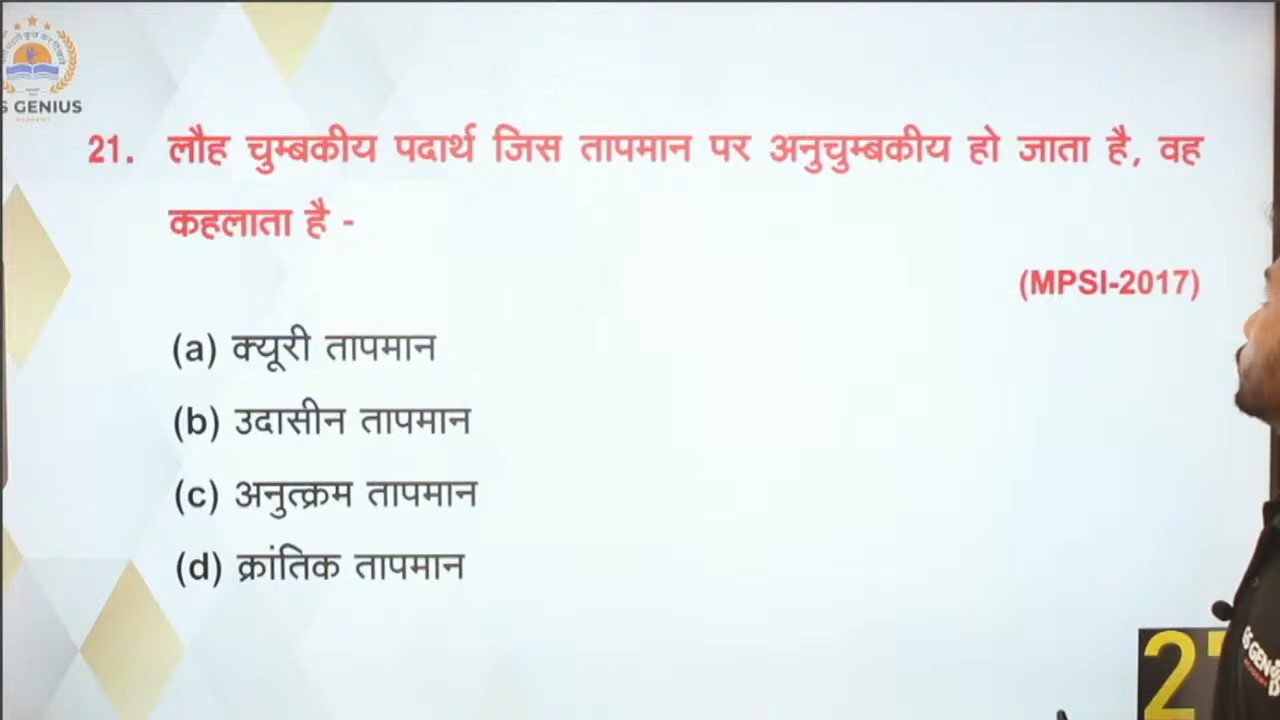 S GENIUS
ACADEMY
21. लौह चुम्बकीय पदार्थ जिस तापमान पर अनुचुम्बकीय हो जाता है, वह
कहलाता है -
(MPSI-2017)
(a) क्यूरी तापमान
(b) उदासीन तापमान
(c) अनुत्क्रम तापमान
(d) क्रांतिक तापमान